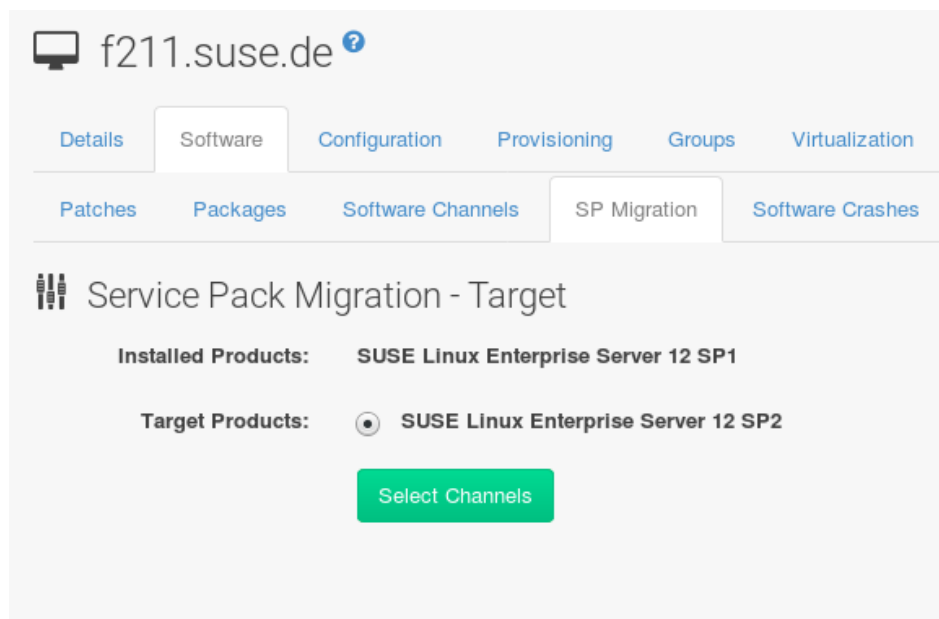 f211.suse.de ?
Details Software Configuration Provisioning Groups Virtualization
Patches Packages Software Channels SP Migration Software Crashes
Service Pack Migration - Target
Installed Products: SUSE Linux Enterprise Server 12 SP1
Target Products: SUSE Linux Enterprise Server 12 SP2
Select Channels